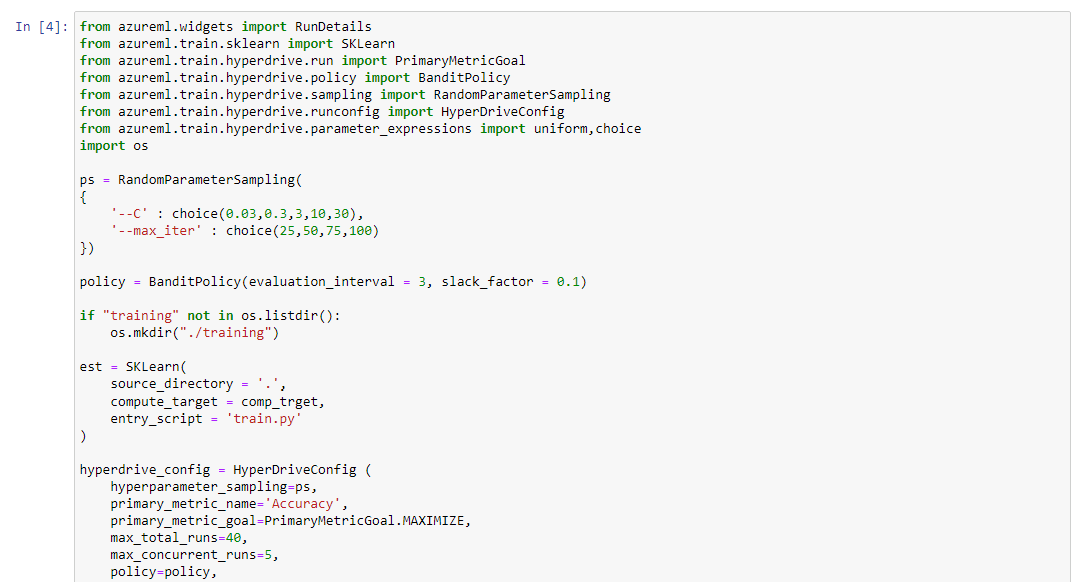 In [4]: from azureml.widgets import RunDetails
from azureml.train.sklearn import SKLearn
from azureml.train.hyperdrive.run import PrimaryMetricGoal
from azureml.train.hyperdrive.policy import BanditPolicy
from azureml.train.hyperdrive.sampling import RandomParameterSampling
from azureml.train.hyperdrive.runconfig import HyperDriveConfig
from azureml.train.hyperdrive.parameter_expressions import uniform,choice
import os

ps = RandomParameterSampling(
{
    '--C' : choice(0.03,0.3,3,10,30),
    '--max_iter' : choice(25,50,75,100)
})

policy = BanditPolicy(evaluation_interval = 3, slack_factor = 0.1)

if "training" not in os.listdir():
    os.mkdir("./training")

est = SKLearn(
    source_directory = '.',
    compute_target = comp_trget,
    entry_script = 'train.py'
)

hyperdrive_config = HyperDriveConfig (
    hyperparameter_sampling=ps,
    primary_metric_name='Accuracy',
    primary_metric_goal=PrimaryMetricGoal.MAXIMIZE,
    max_total_runs=40,
    max_concurrent_runs=5,
    policy=policy,